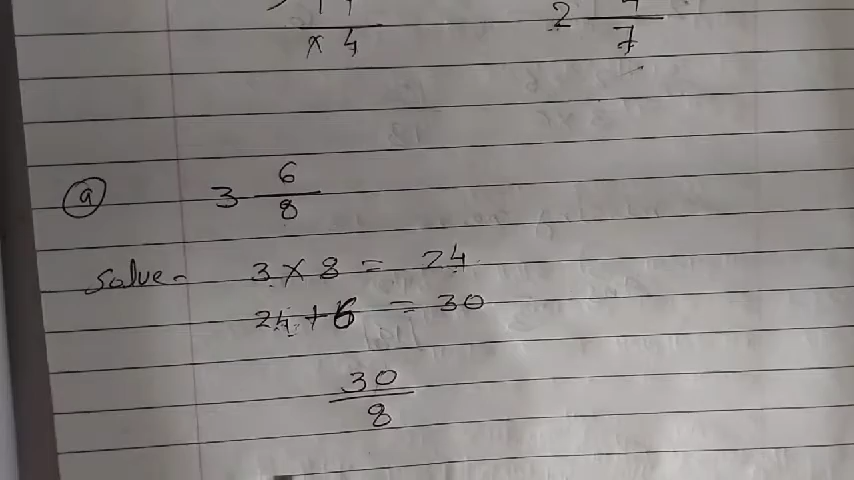 × 4
2 /7
(a) 3 6/8
Solve- 3 × 8 = 24
24 + 6 = 30
30/8